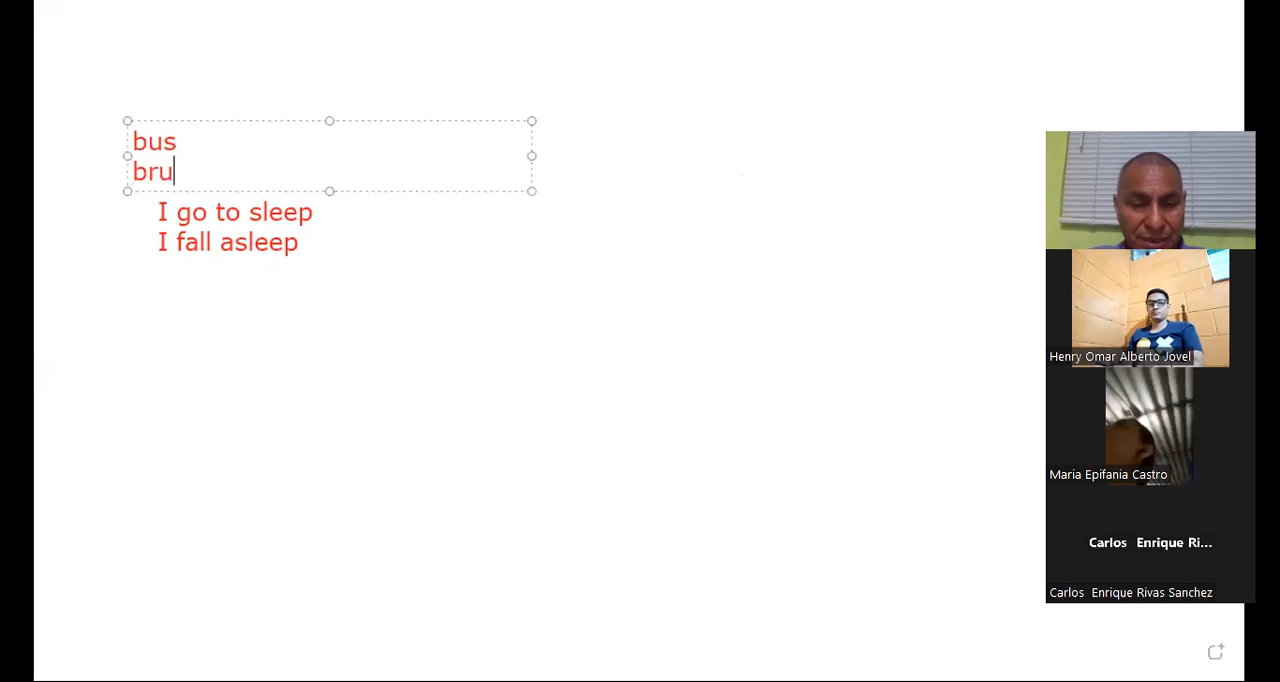 bus
bru
I go to sleep
I fall asleep
Henry Omar Alberto Jovel
Maria Epifania Castro
Carlos Enrique Ri...
Carlos Enrique Rivas Sanchez